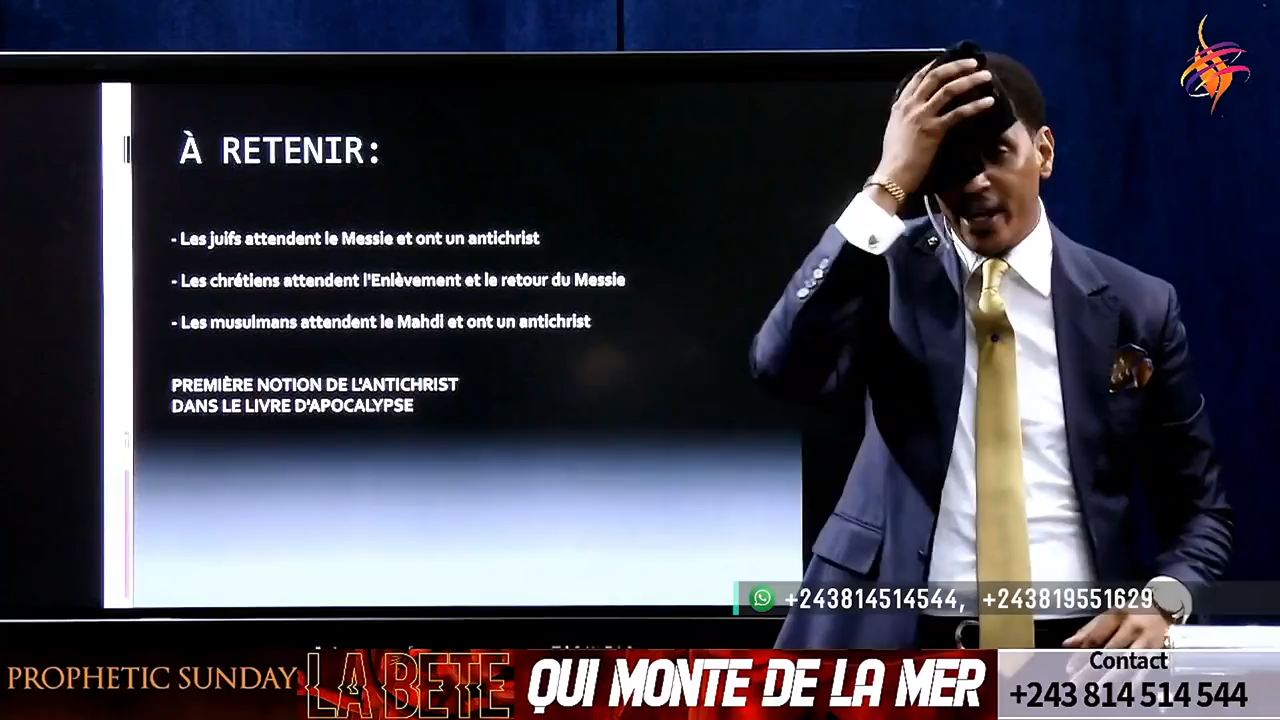 À RETENIR:
- Les juifs attendent le Messie et ont un antichrist
- Les chrétiens attendent l'Enlèvement et le retour du Messie
- Les musulmans attendent le Mahdi et ont un antichrist
PREMIÈRE NOTION DE L'ANTICHRIST
DANS LE LIVRE D'APOCALYPSE
+243814514544, +243819551629
PROPHETIC SUNDAY LA BETE QUI MONTE DE LA MER
Contact
+243 814 514 544